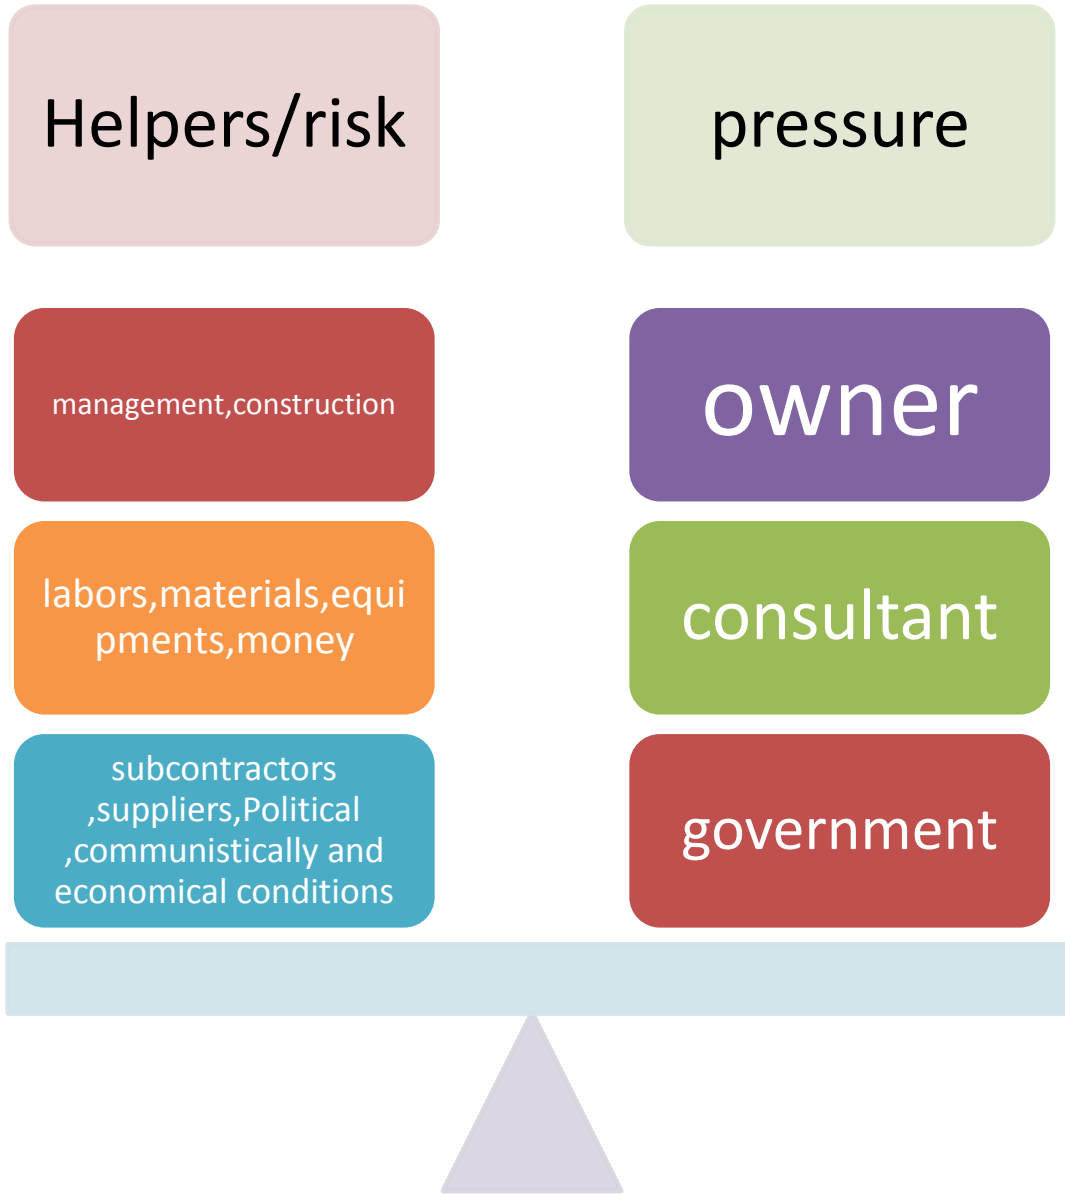 Helpers/risk
pressure
management,construction
labors,materials,equi
pments,money
subcontractors
,suppliers,Political
,communistically and
economical conditions
owner
consultant
government